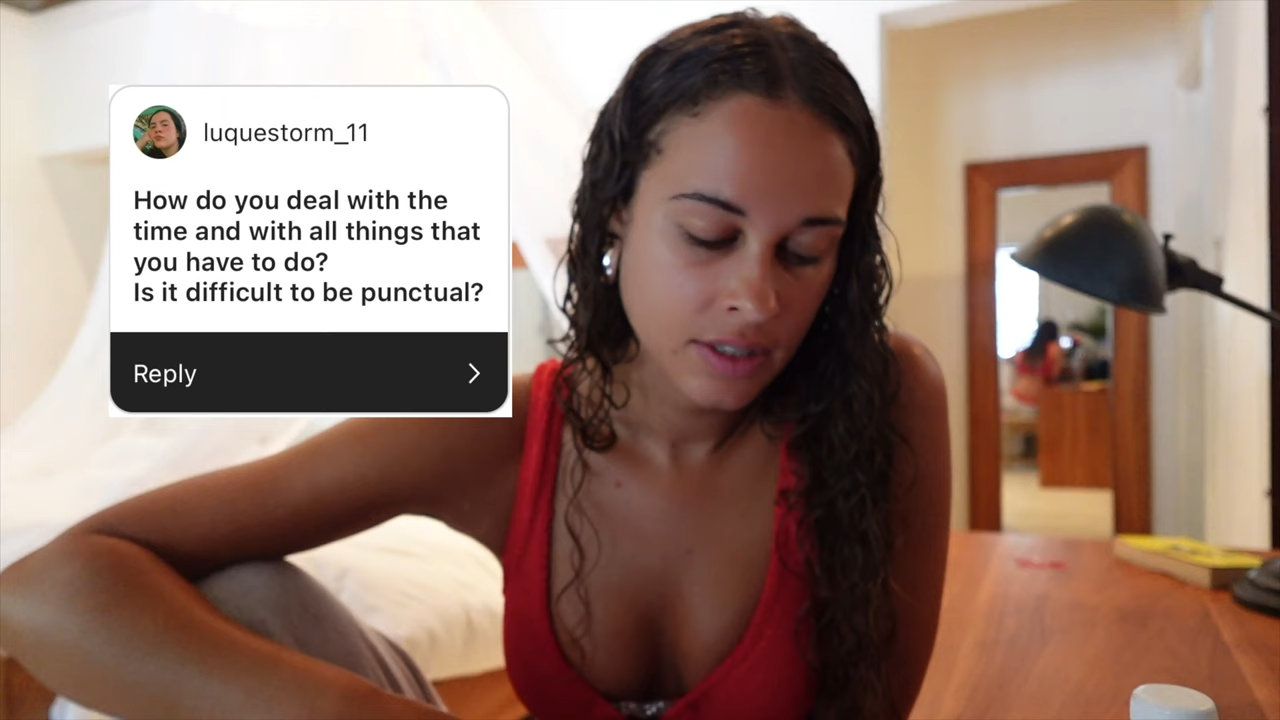 luquestorm_11
How do you deal with the
time and with all things that
you have to do?
Is it difficult to be punctual?
Reply